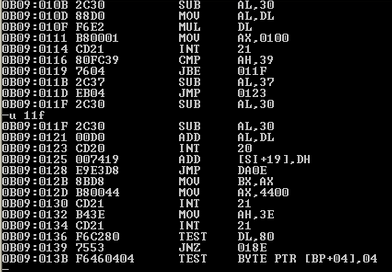 0B09:010B 2C30 SUB AL,30
0B09:010D 88D0 MOV AL,DL
0B09:010F F6E2 MUL DL
0B09:0111 B80001 MOV AX,0100
0B09:0114 CD21 INT 21
0B09:0116 80FC39 CMP AH,39
0B09:0119 7604 JBE 011F
0B09:011B 2C37 SUB AL,37
0B09:011D EB04 JMP 0123
0B09:011F 2C30 SUB AL,30
-u 11f
0B09:011F 2C30 SUB AL,30
0B09:0121 00D0 ADD AL,DL
0B09:0123 CD20 INT 20
0B09:0125 007419 ADD [SI+19],DH
0B09:0128 E9E3D8 JMP DA0E
0B09:012B 8BD8 MOV BX,AX
0B09:012D B80044 MOV AX,4400
0B09:0130 CD21 INT 21
0B09:0132 B43E MOV AH,3E
0B09:0134 CD21 INT 21
0B09:0136 F6C280 TEST DL,80
0B09:0139 7553 JNZ 018E
0B09:013B F6460404 TEST BYTE PTR [BP+04],04
-